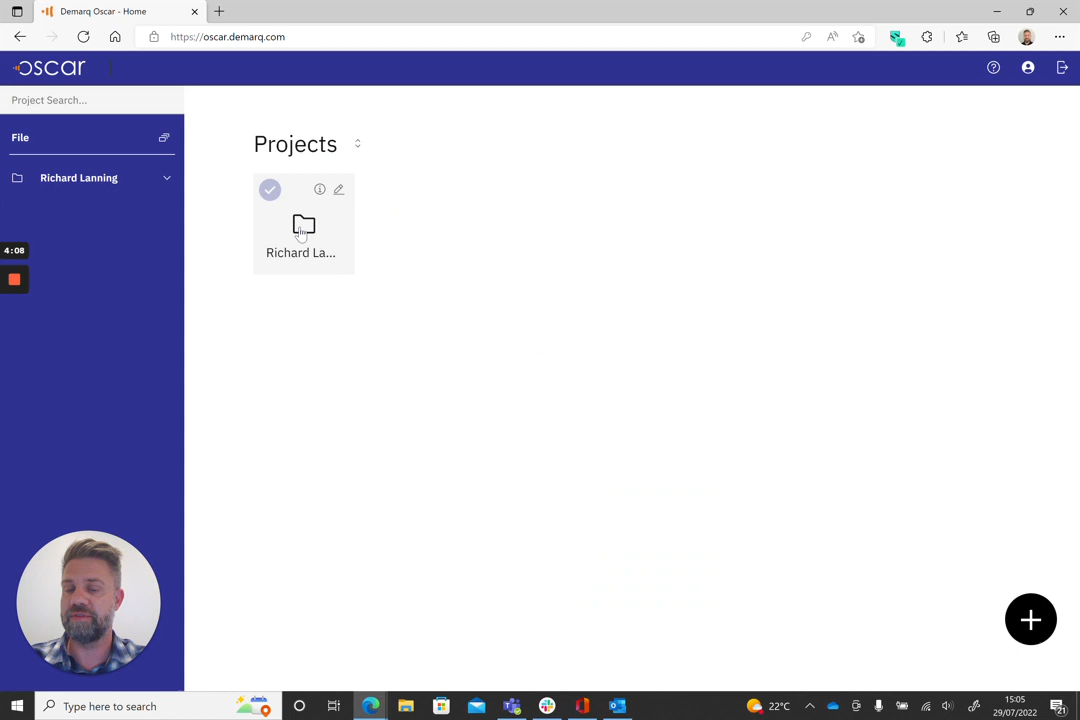 Demarq Oscar - Home
https://oscar.demarq.com
oscar
Project Search...
File
Richard Lanning
Projects
Richard La...
4:08
Type here to search
22°C
15:05
29/07/2022
21